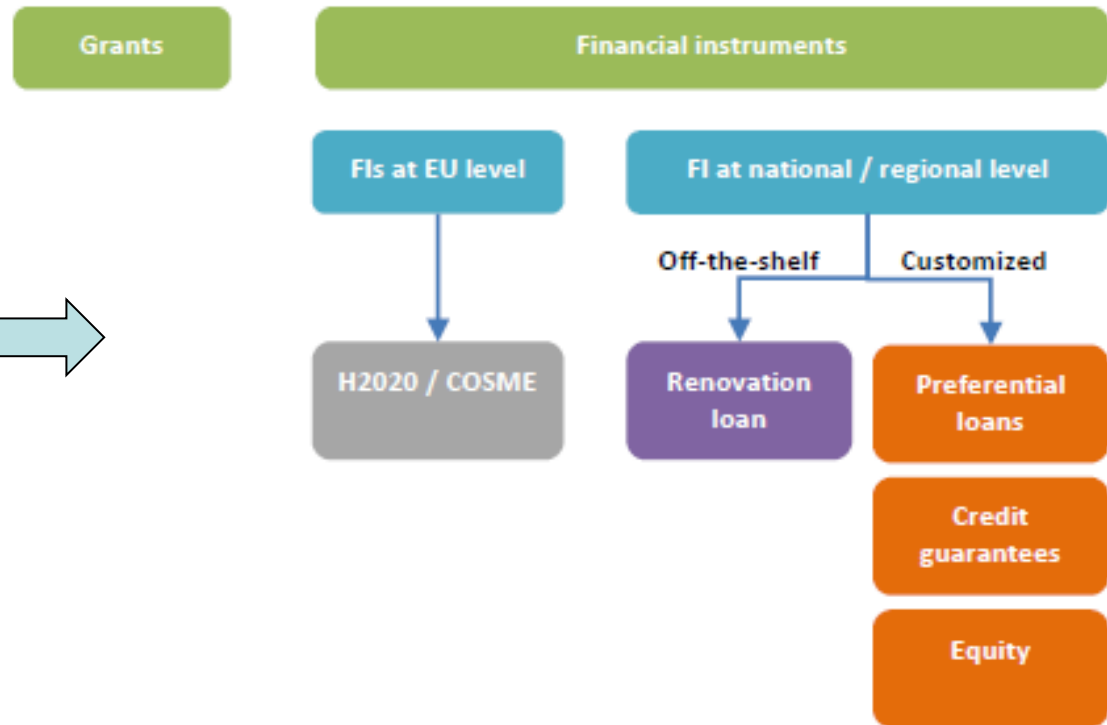 Grants
Financial instruments
FIs at EU level
FI at national / regional level
Off-the-shelf
Customized
H2020 / COSME
Renovation
loan
Preferential
loans
Credit
guarantees
Equity